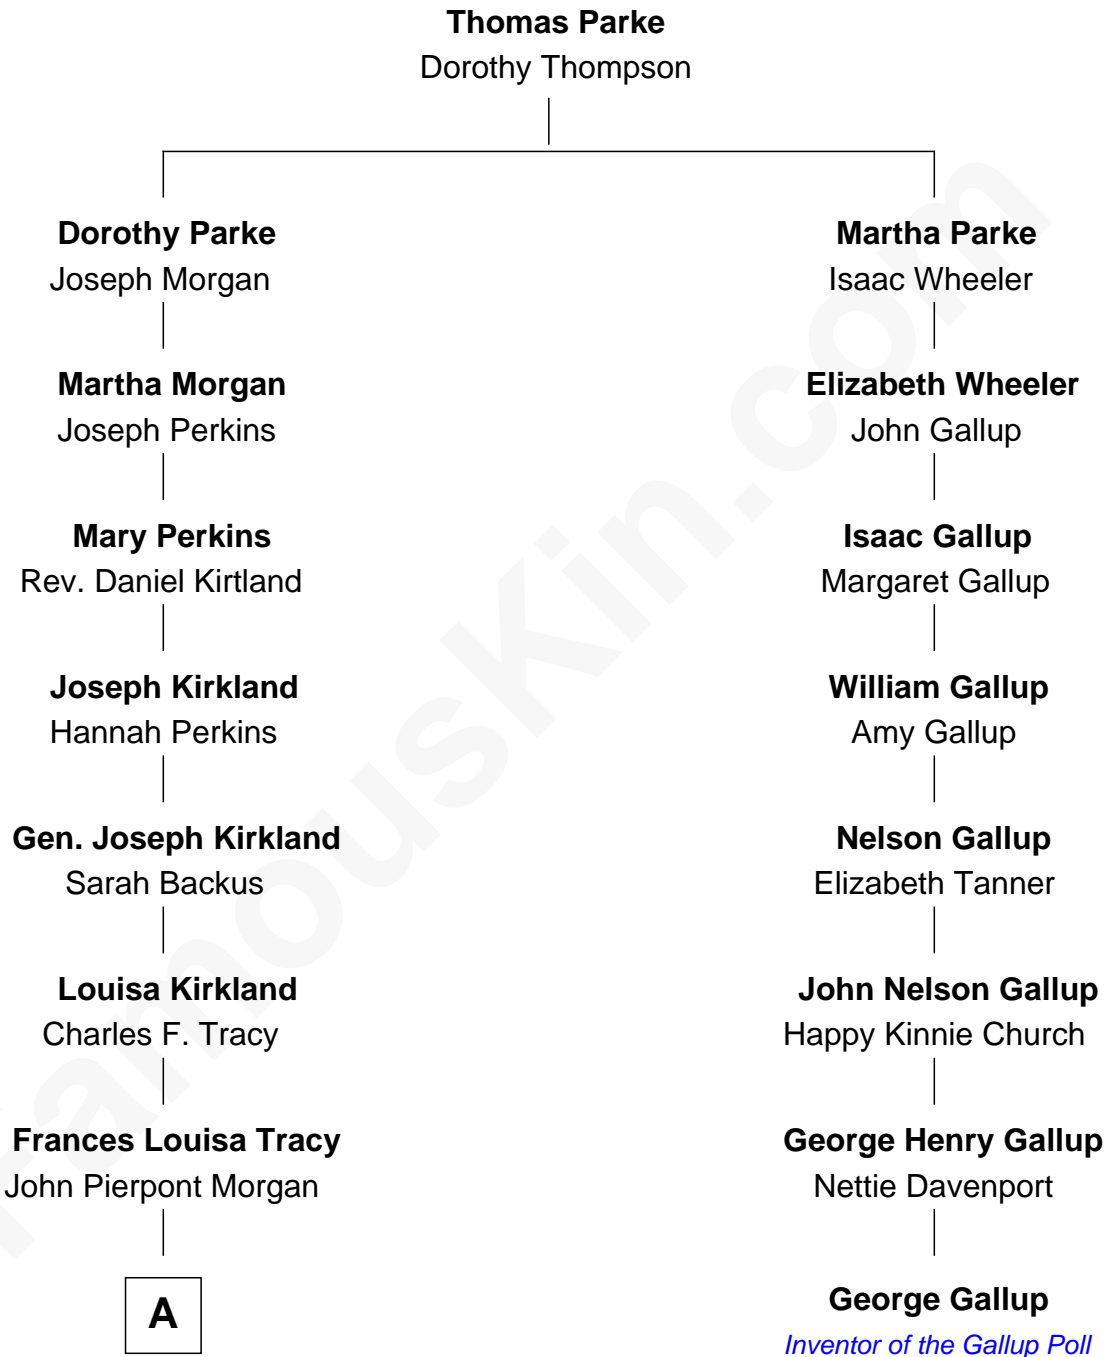 Thomas Parke
Dorothy Thompson
Dorothy Parke
Joseph Morgan
Martha Parke
Isaac Wheeler
Martha Morgan
Joseph Perkins
Elizabeth Wheeler
John Gallup
Mary Perkins
Rev. Daniel Kirtland
Isaac Gallup
Margaret Gallup
Joseph Kirkland
Hannah Perkins
William Gallup
Amy Gallup
Gen. Joseph Kirkland
Sarah Backus
Nelson Gallup
Elizabeth Tanner
Louisa Kirkland
Charles F. Tracy
John Nelson Gallup
Happy Kinnie Church
Frances Louisa Tracy
John Pierpont Morgan
George Henry Gallup
Nettie Davenport
A
George Gallup
Inventor of the Gallup Poll
FamousKin.com